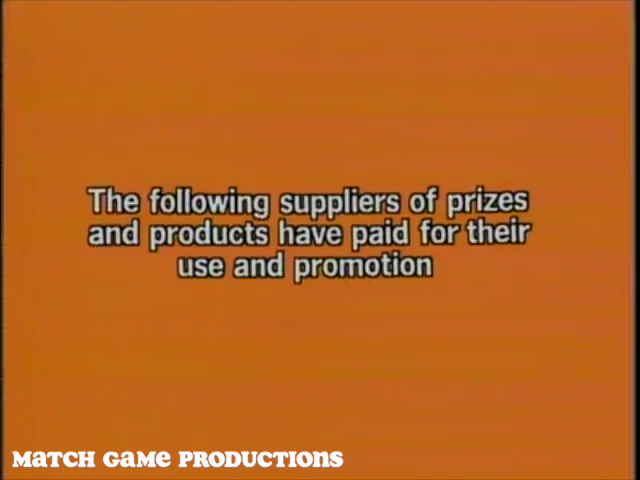 The following suppliers of prizes
and products have paid for their
use and promotion
MATCH GAME PRODUCTIONS